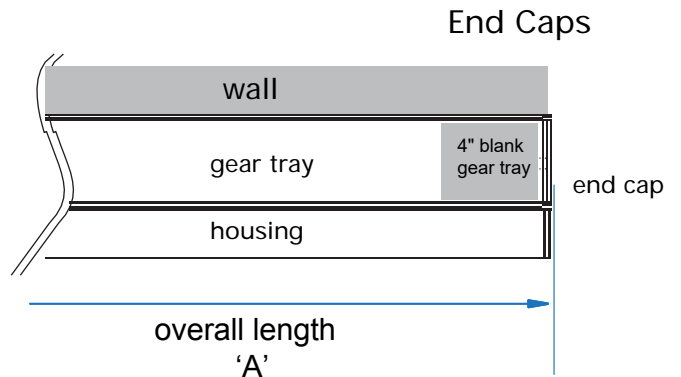 End Caps
wall
4" blank
gear tray
gear tray
end cap
housing
overall length
‘A’